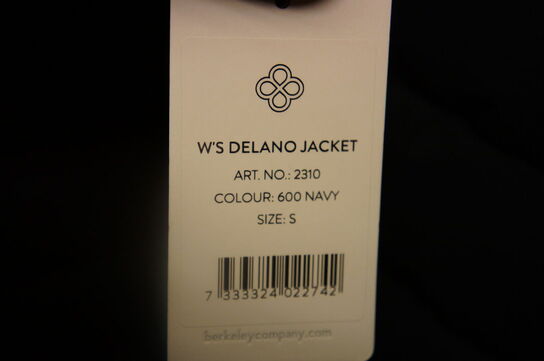 W'S DELANO JACKET
ART. NO.: 2310
COLOUR: 600 NAVY
SIZE: S
7 333324 022742
berkeleycompany.com